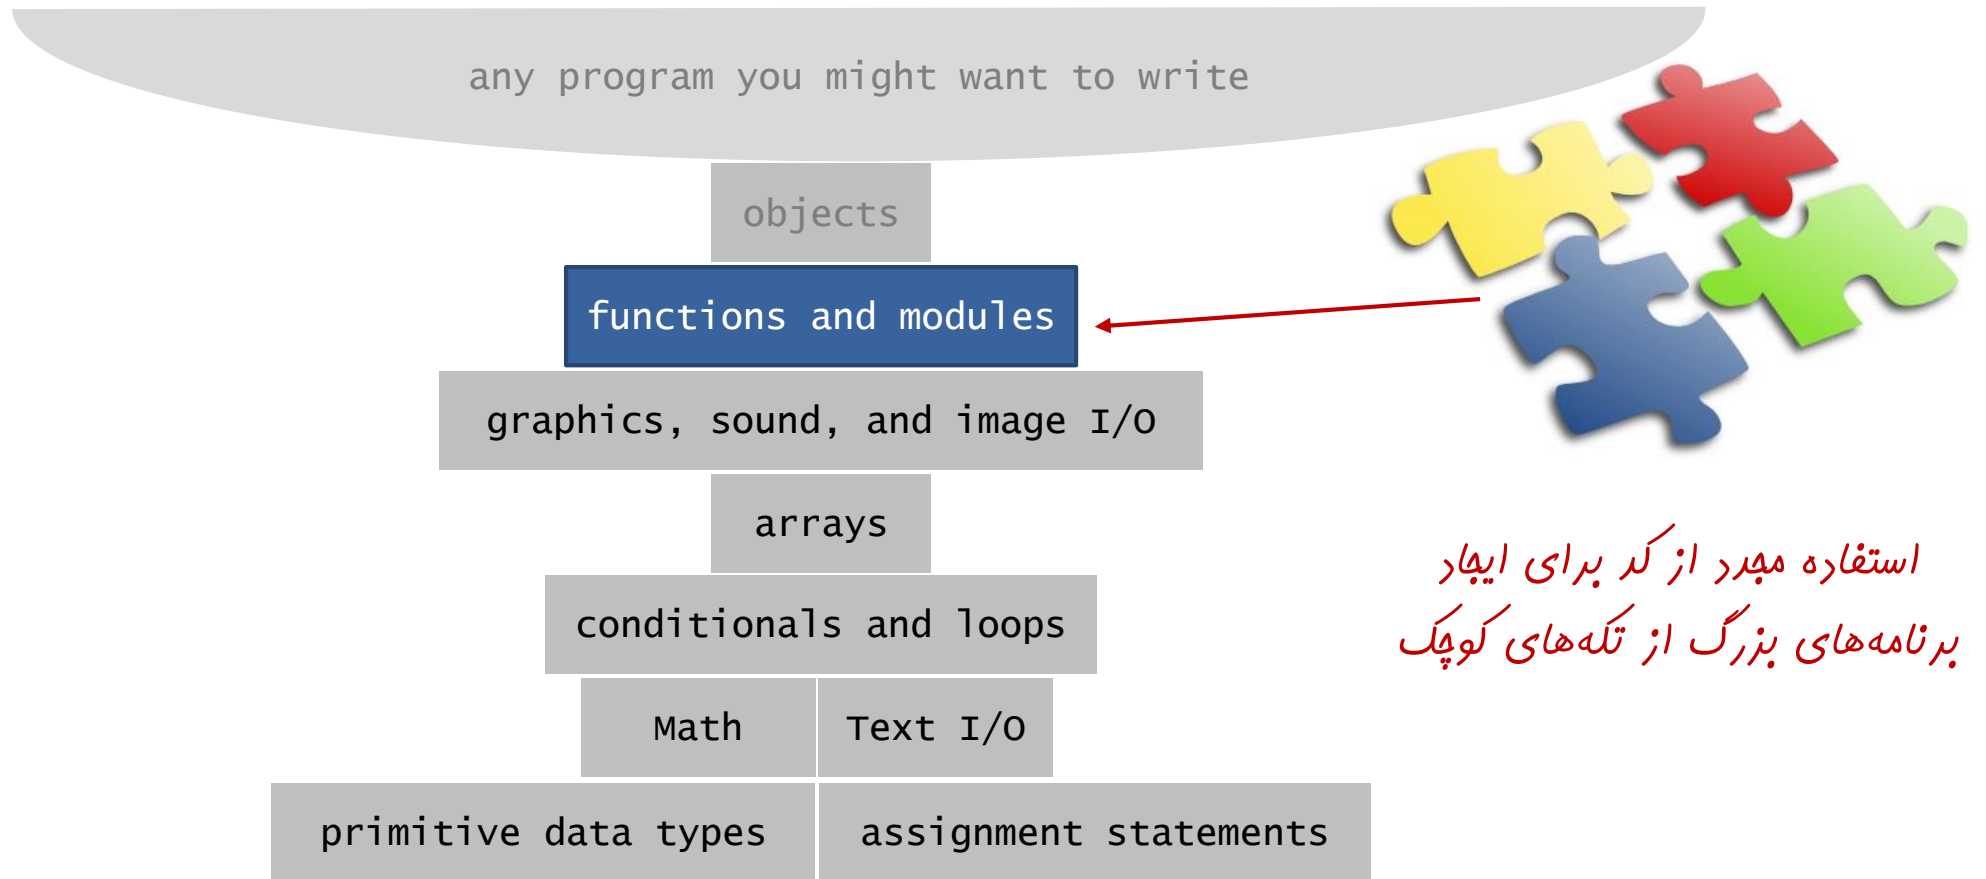 any program you might want to write
objects
functions and modules
graphics, sound, and image I/O
arrays
conditionals and loops
Math
Text I/O
primitive data types
assignment statements
استفاده مجدد از کد برای ایجاد
برنامه‌های بزرگ از تکه‌های کوچک